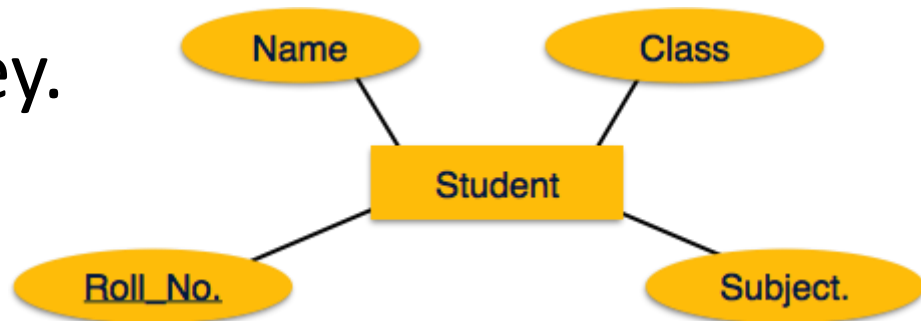 Name
Class
ey.
Student
Roll_No.
Subject.